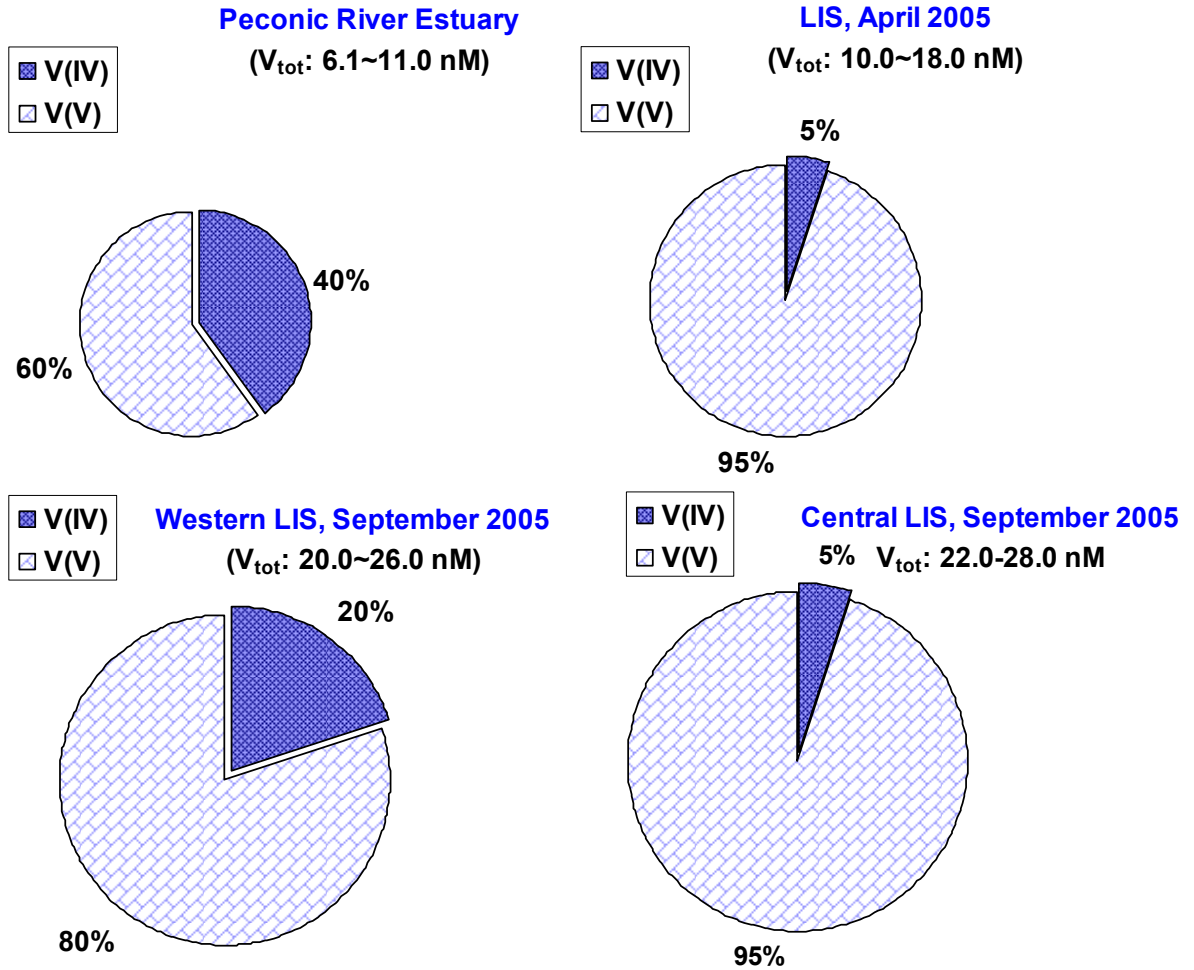 Peconic River Estuary
(Vtot: 6.1~11.0 nM)
V(IV)
V(V)
40%
60%
LIS, April 2005
(Vtot: 10.0~18.0 nM)
V(IV)
V(V)
5%
95%
Western LIS, September 2005
(Vtot: 20.0~26.0 nM)
V(IV)
V(V)
20%
80%
Central LIS, September 2005
Vtot: 22.0-28.0 nM
V(IV)
V(V)
5%
95%